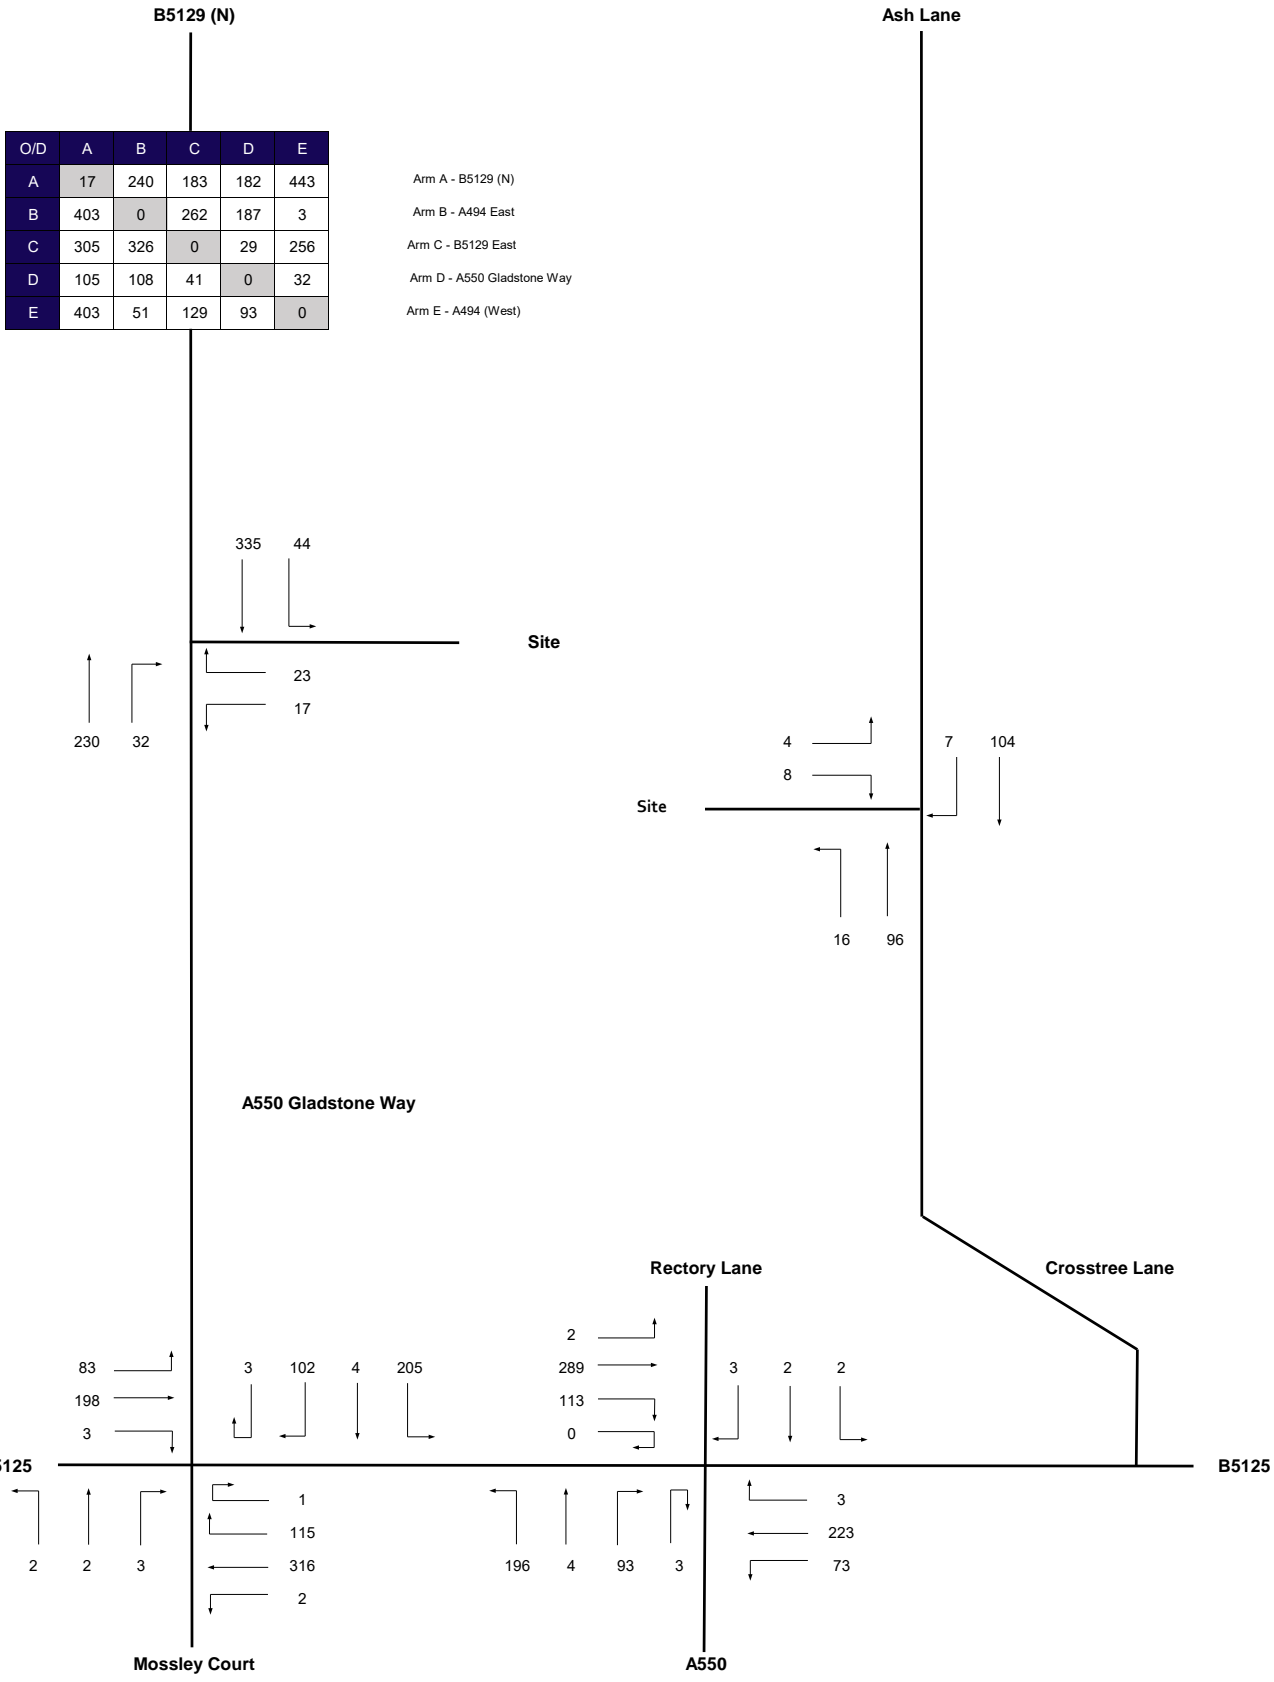 B5129 (N) Ash Lane
O/D A B C D E
A 17 240 183 182 443 Arm A - B5129 (N)
B 403 0 262 187 3 Arm B - A494 East
C 305 326 0 29 256 Arm C - B5129 East
D 105 108 41 0 32 Arm D - A550 Gladstone Way
E 403 51 129 93 0 Arm E - A494 (West)
335 44
Site
23
17
230 32
4 7 104
8
Site
16 96
A550 Gladstone Way
Rectory Lane Crosstree Lane
2
83 3 102 4 205 289 3 2 2
198 113
3 0
5125 B5125
1 3
115 223
2 2 3 316 196 4 93 3 73
2
Mossley Court A550